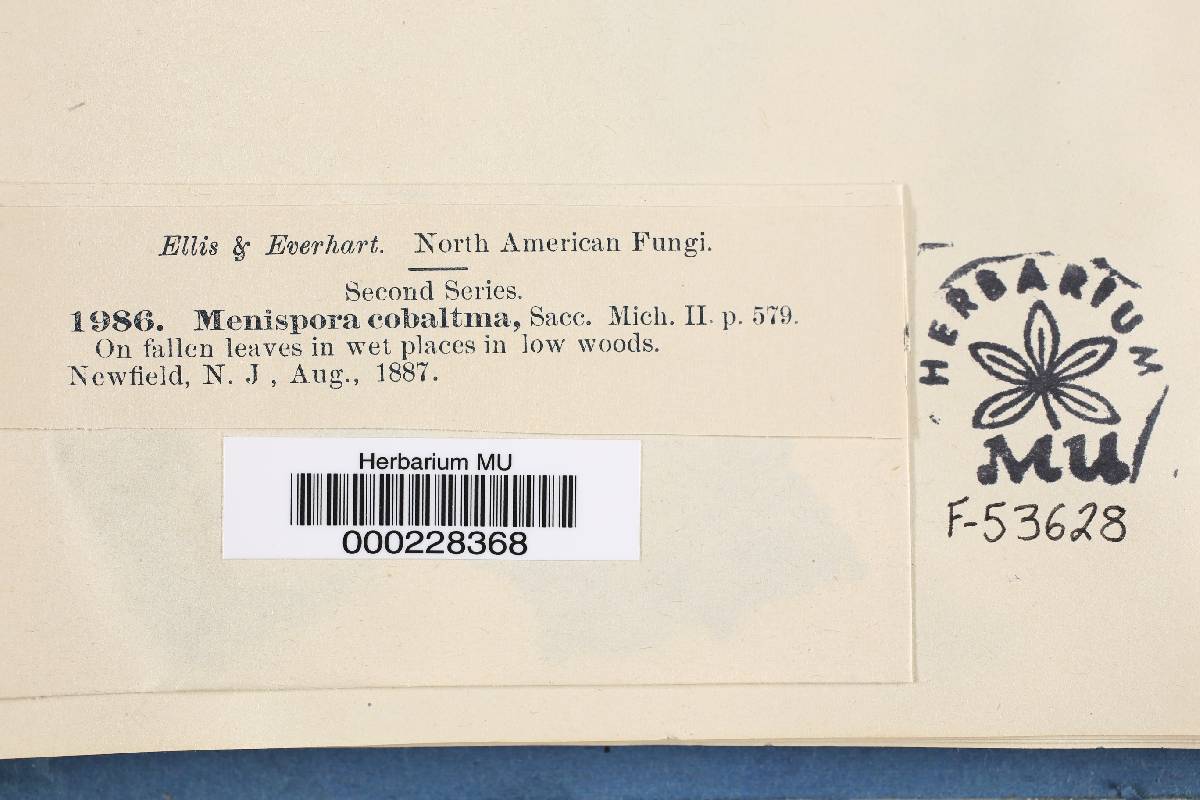 Ellis & Everhart. North American Fungi.
Second Series.
1986. Menispora cobaltma, Sacc. Mich. II. p. 579.
On fallen leaves in wet places in low woods.
Newfield, N. J , Aug., 1887.
Herbarium MU
000228368
HERBARIUM
MU
F-53628